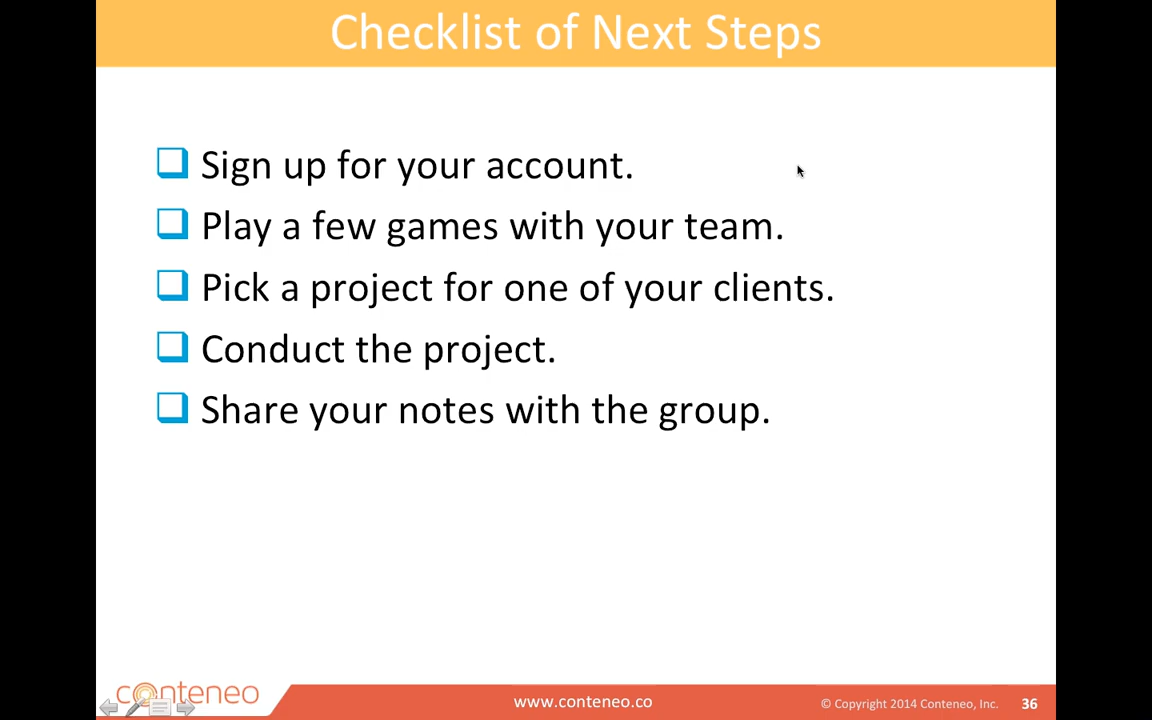 Checklist of Next Steps
Sign up for your account.
Play a few games with your team.
Pick a project for one of your clients.
Conduct the project.
Share your notes with the group.
conteneo
www.conteneo.co
© Copyright 2014 Conteneo, Inc.
36